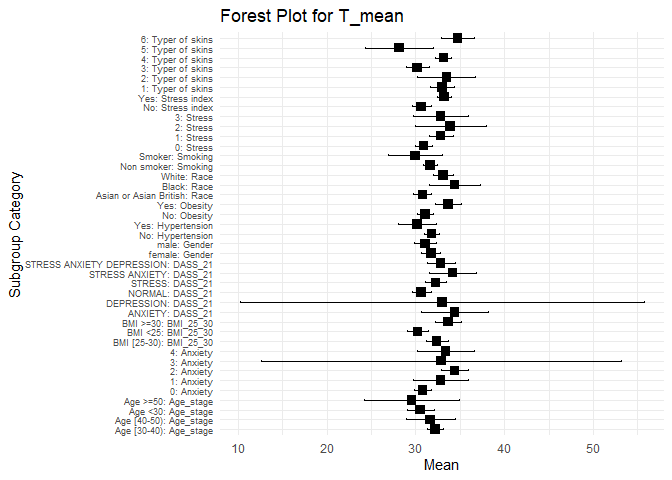 Forest Plot for T_mean
Subgroup Category
6: Typer of skins
5: Typer of skins
4: Typer of skins
3: Typer of skins
2: Typer of skins
1: Typer of skins
Yes: Stress index
No: Stress index
3: Stress
2: Stress
1: Stress
0: Stress
Smoker: Smoking
Non smoker: Smoking
White: Race
Black: Race
Asian or Asian British: Race
Yes: Obesity
No: Obesity
Yes: Hypertension
No: Hypertension
male: Gender
female: Gender
STRESS ANXIETY DEPRESSION: DASS_21
STRESS ANXIETY: DASS_21
STRESS: DASS_21
NORMAL: DASS_21
DEPRESSION: DASS_21
ANXIETY: DASS_21
BMI >=30: BMI_25_30
BMI <25: BMI_25_30
BMI [25-30): BMI_25_30
4: Anxiety
3: Anxiety
2: Anxiety
1: Anxiety
0: Anxiety
Age >=50: Age_stage
Age <30: Age_stage
Age [40-50): Age_stage
Age [30-40): Age_stage
10 20 30 40 50
Mean